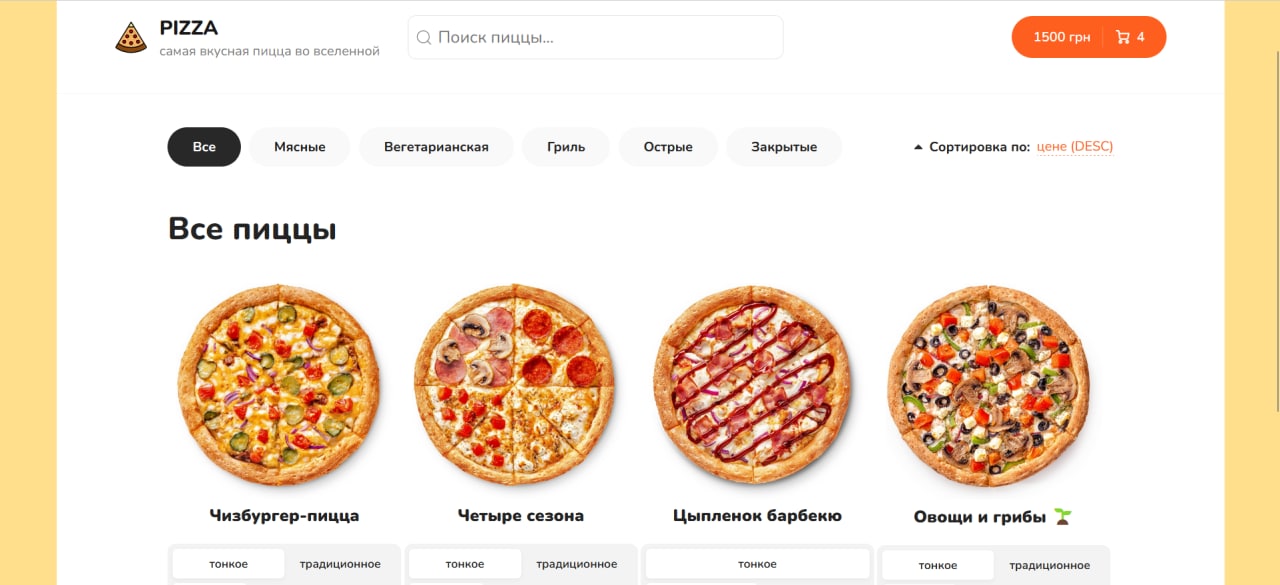 PIZZA
самая вкусная пицца во вселенной
Поиск пиццы...
1500 грн 4
Все Мясные Вегетарианская Гриль Острые Закрытые Сортировка по: цене (DESC)
Все пиццы
Чизбургер-пицца Четыре сезона Цыпленок барбекю Овощи и грибы
тонкое традиционное тонкое традиционное тонкое тонкое традиционное